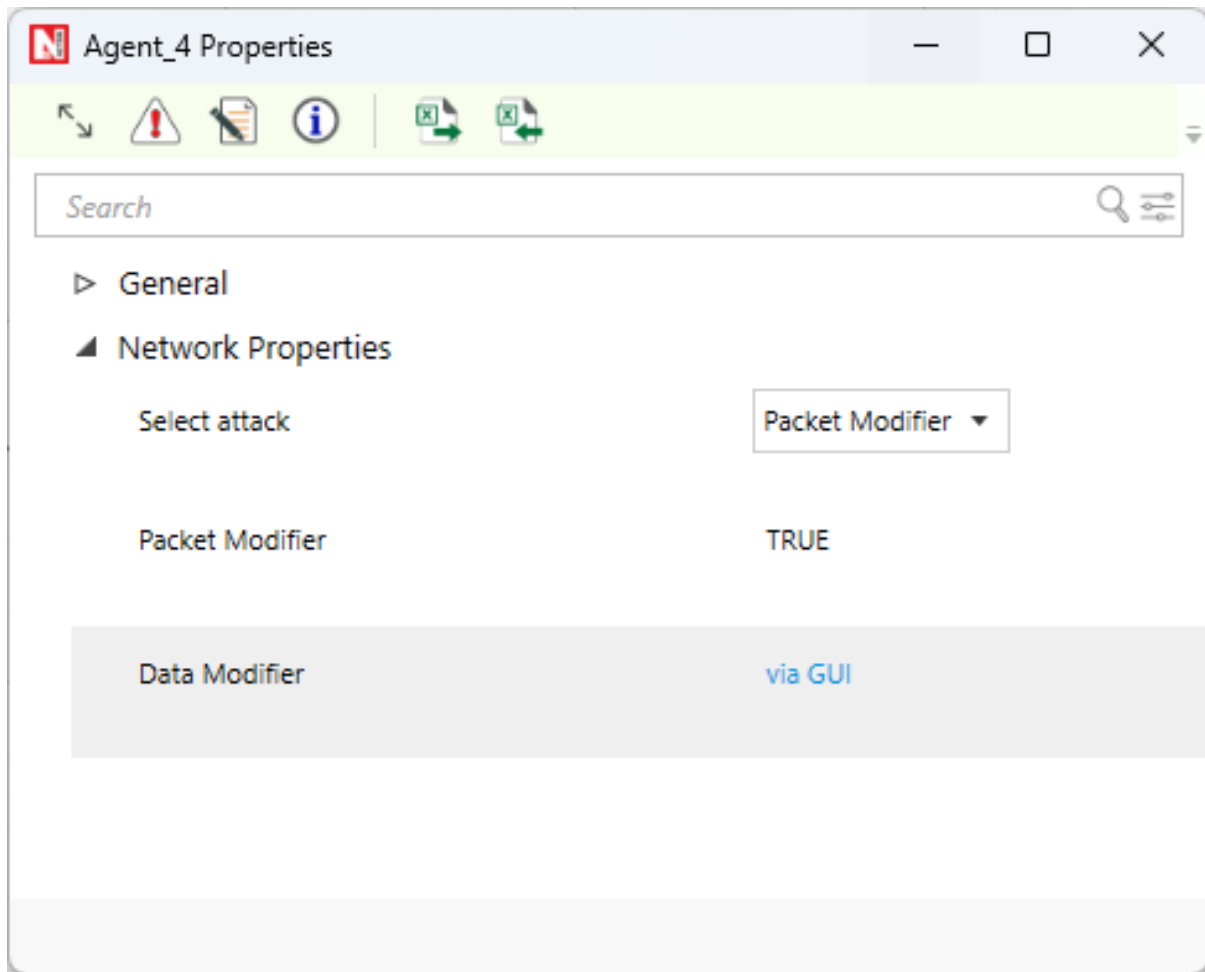 Agent_4 Properties
Search
General
Network Properties
Select attack Packet Modifier
Packet Modifier TRUE
Data Modifier via GUI